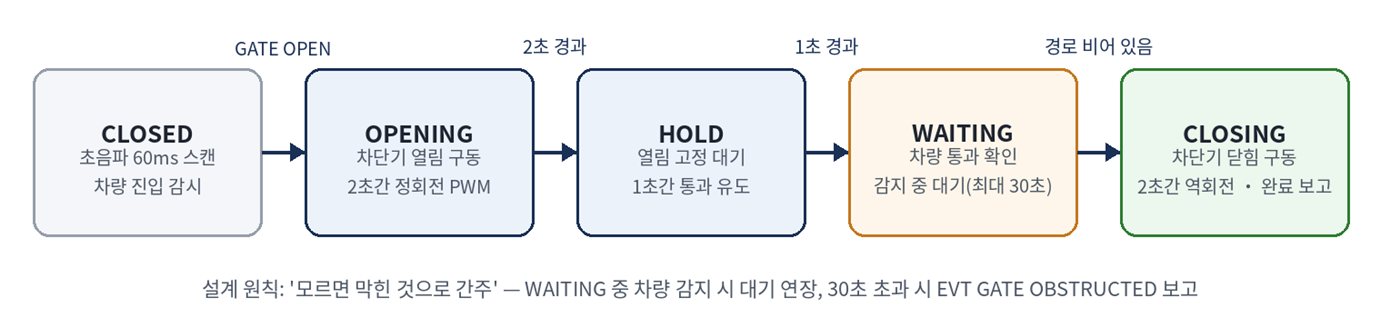 GATE OPEN
2초 경과
1초 경과
경로 비어 있음
CLOSED
초음파 60ms 스캔
차량 진입 감시
OPENING
차단기 열림 구동
2초간 정회전 PWM
HOLD
열림 고정 대기
1초간 통과 유도
WAITING
차량 통과 확인
감지 중 대기(최대 30초)
CLOSING
차단기 닫힘 구동
2초간 역회전 · 완료 보고
설계 원칙: '모르면 막힌 것으로 간주' — WAITING 중 차량 감지 시 대기 연장, 30초 초과 시 EVT GATE OBSTRUCTED 보고